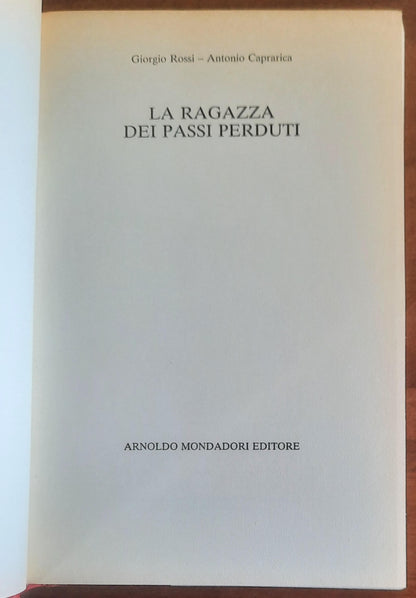 Giorgio Rossi – Antonio Caprarica
LA RAGAZZA
DEI PASSI PERDUTI
ARNOLDO MONDADORI EDITORE